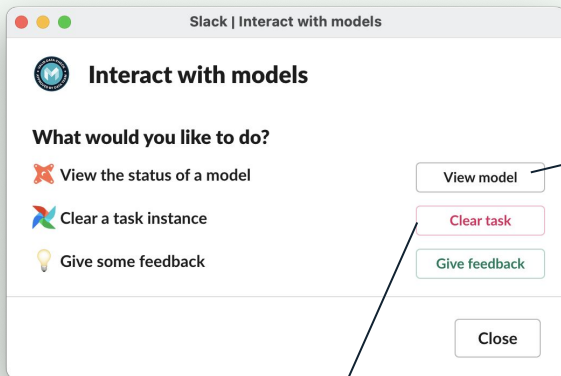 Slack | Interact with models
Interact with models
What would you like to do?
View the status of a model
View model
Clear a task instance
Clear task
Give some feedback
Give feedback
Close